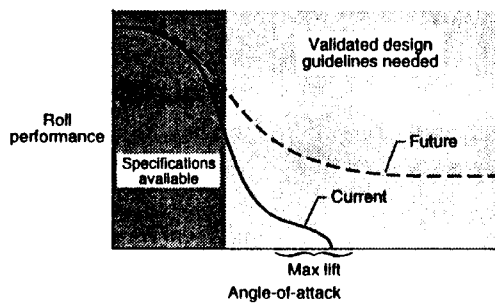 Validated design
guidelines needed
Roll
performance
Specifications
available
Future
Current
Max lift
Angle-of-attack